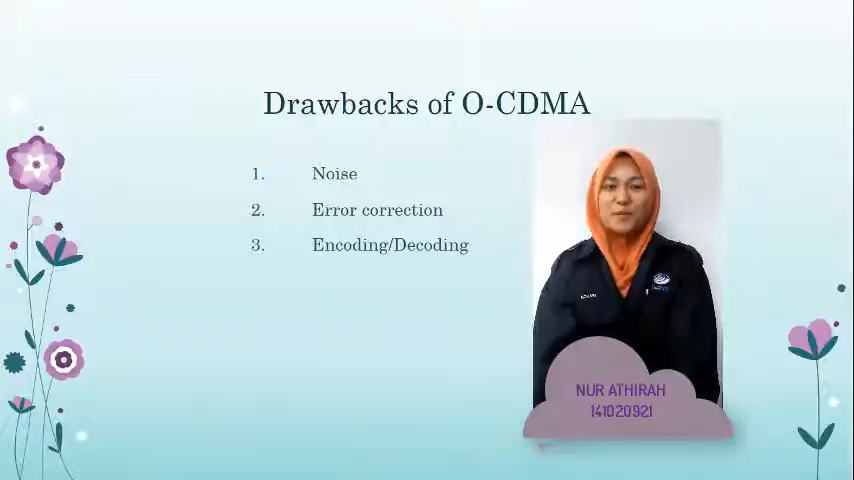 Drawbacks of O-CDMA
1. Noise
2. Error correction
3. Encoding/Decoding
NUR ATHIRAH
141020921